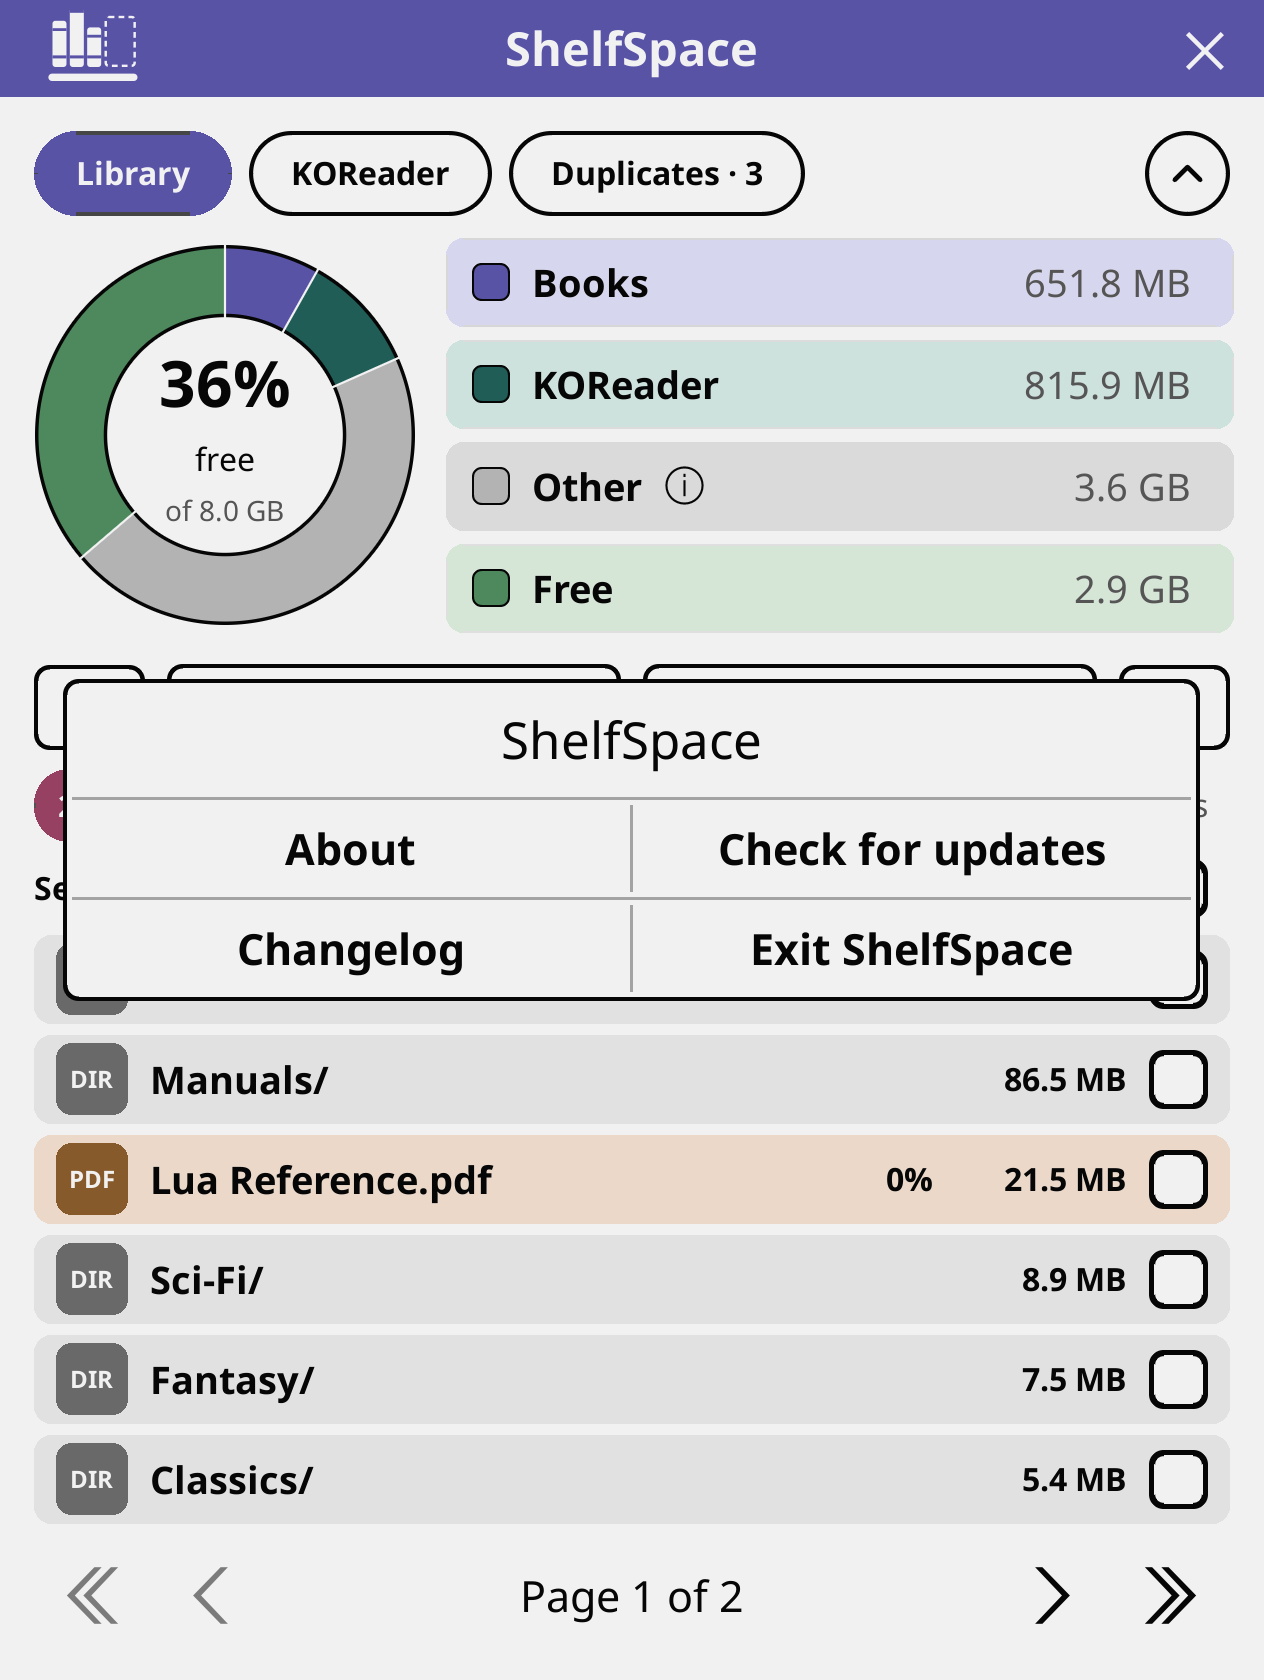 ShelfSpace
Library
KOReader
Duplicates · 3
36%
free
of 8.0 GB
Books 651.8 MB
KOReader 815.9 MB
Other ⓘ 3.6 GB
Free 2.9 GB
ShelfSpace
About
Check for updates
Changelog
Exit ShelfSpace
DIR Manuals/ 86.5 MB
PDF Lua Reference.pdf 0% 21.5 MB
DIR Sci-Fi/ 8.9 MB
DIR Fantasy/ 7.5 MB
DIR Classics/ 5.4 MB
Page 1 of 2